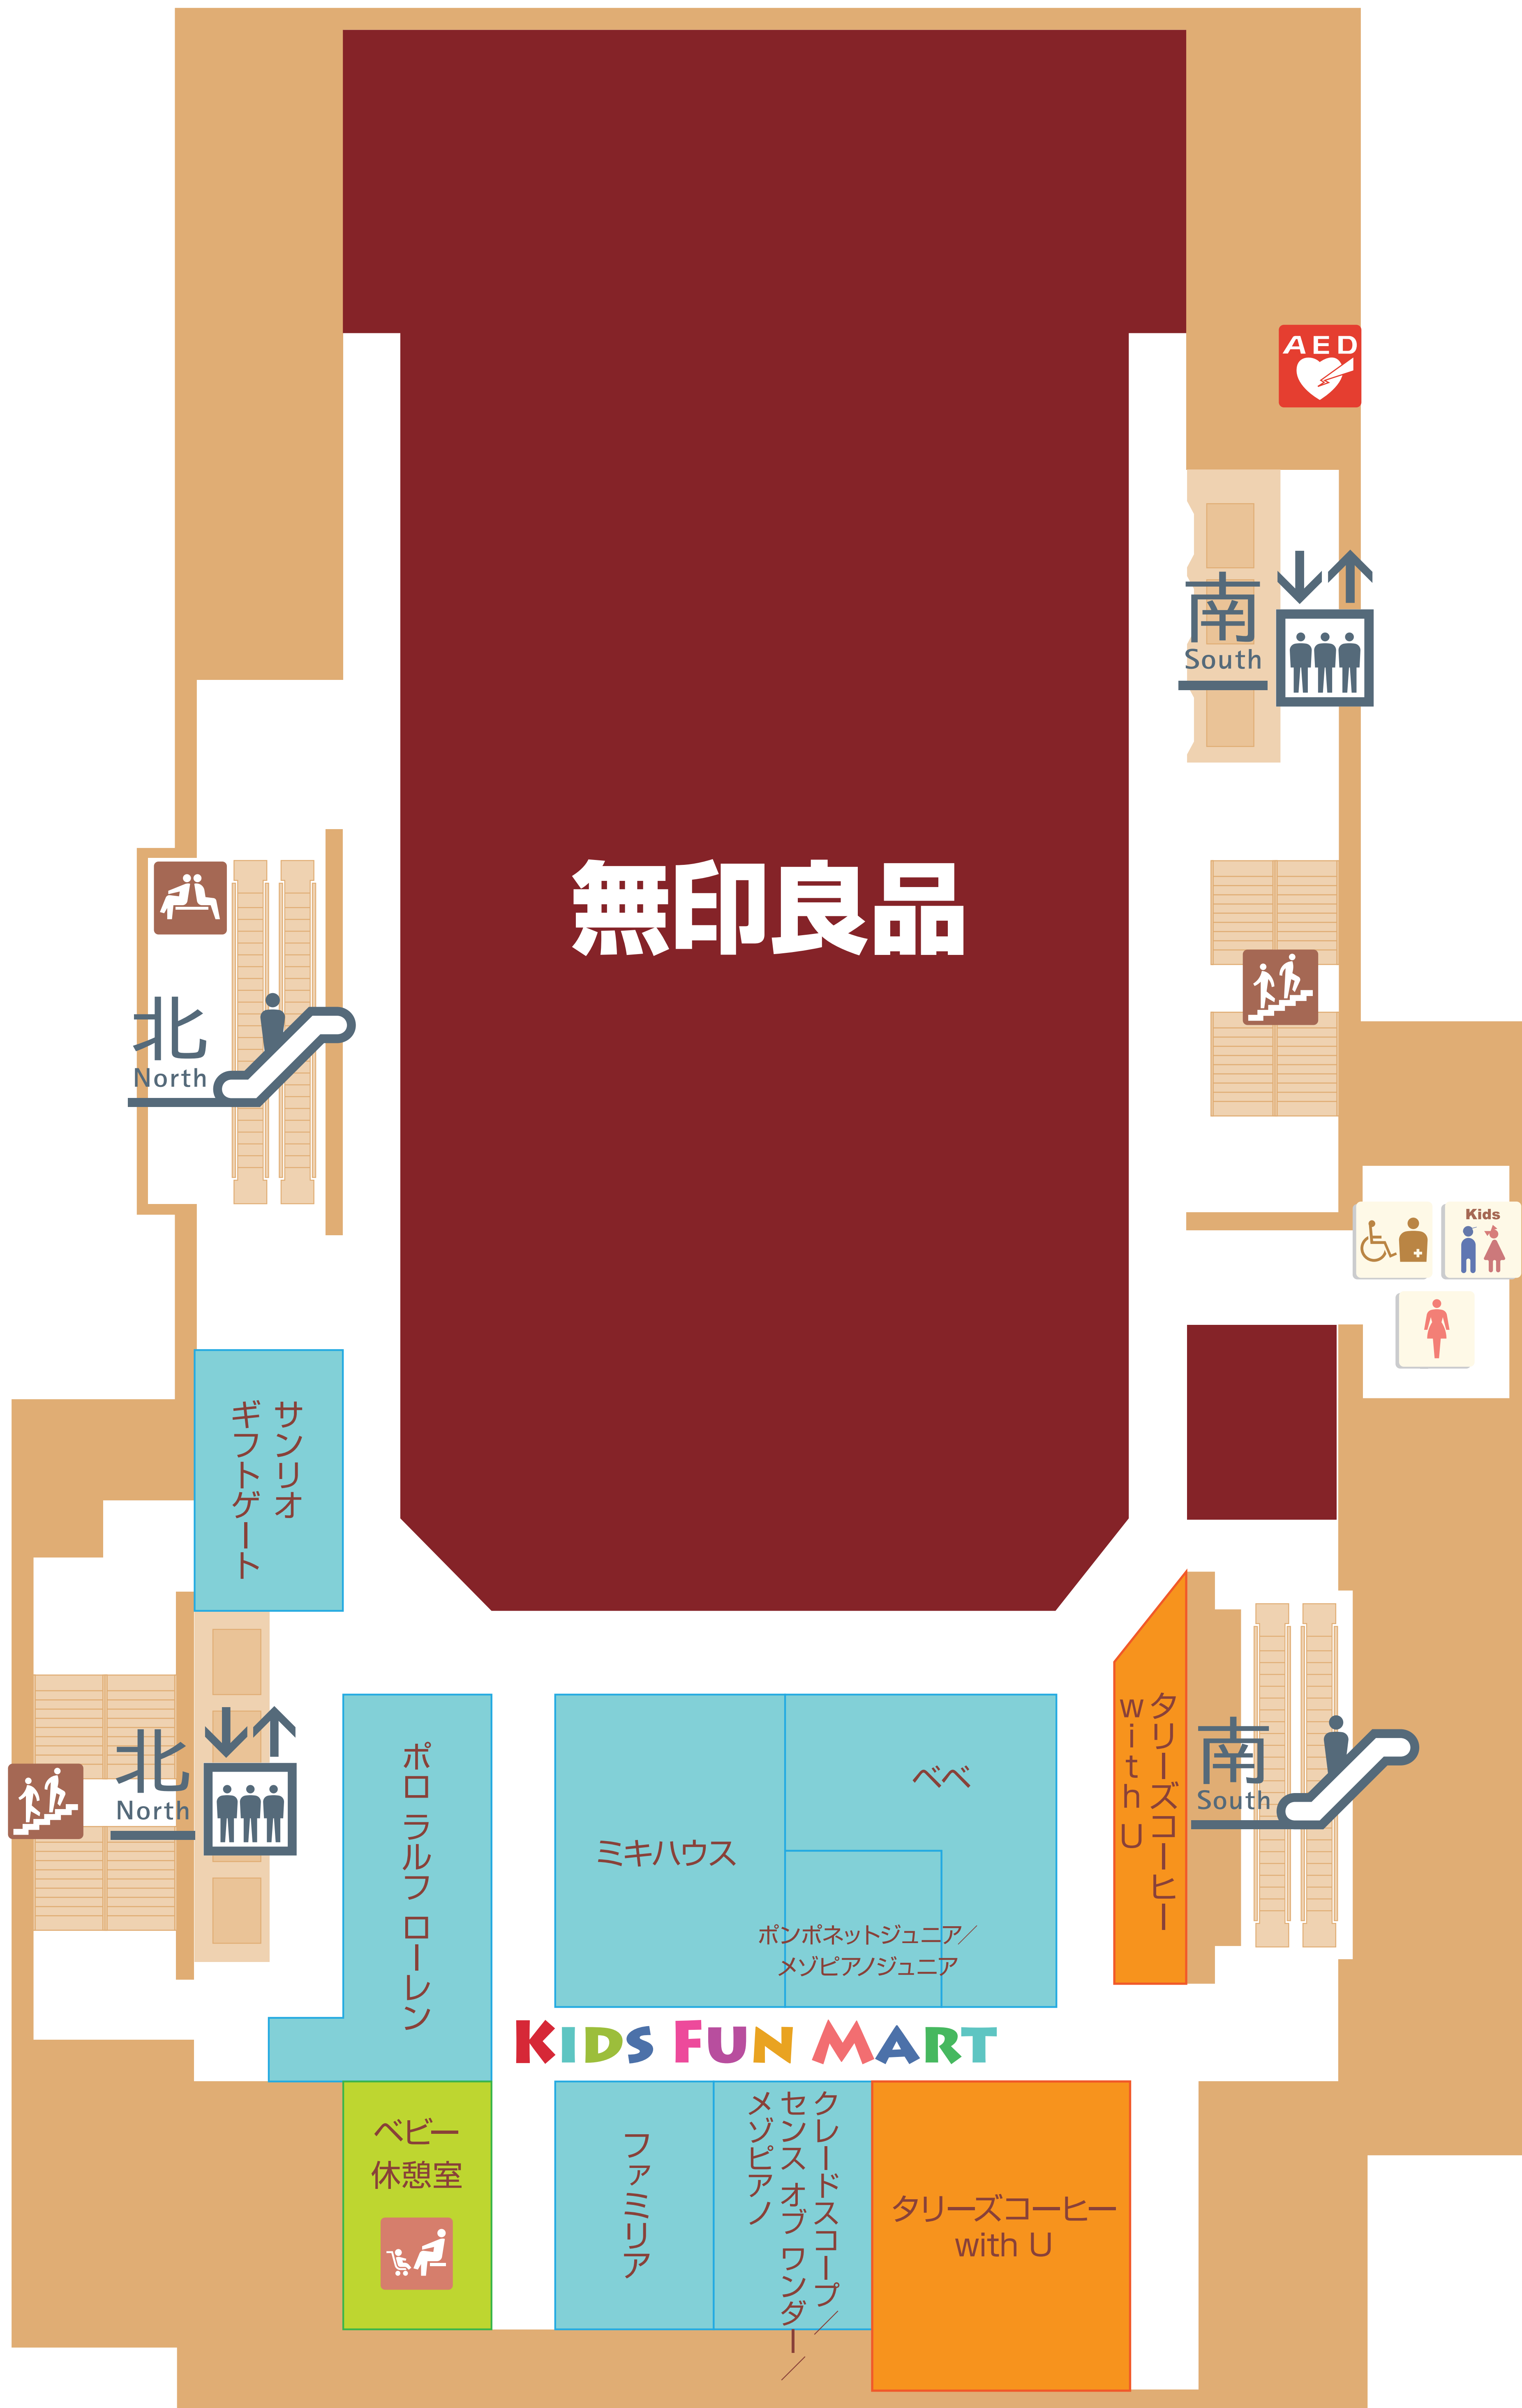 AED
南
South
無印良品
北
North
Kids
サンリオ
ギフトゲート
タリーズコーヒー
with U
南
South
北
North
ポロ ラルフ ローレン
ミキハウス
べべ
ポンポネットジュニア／
メゾピアノジュニア
KIDS FUN MART
ベビー
休憩室
ファミリア
クレードスコープ／
センス オブ ワンダー／
メゾピアノ
タリーズコーヒー
with U